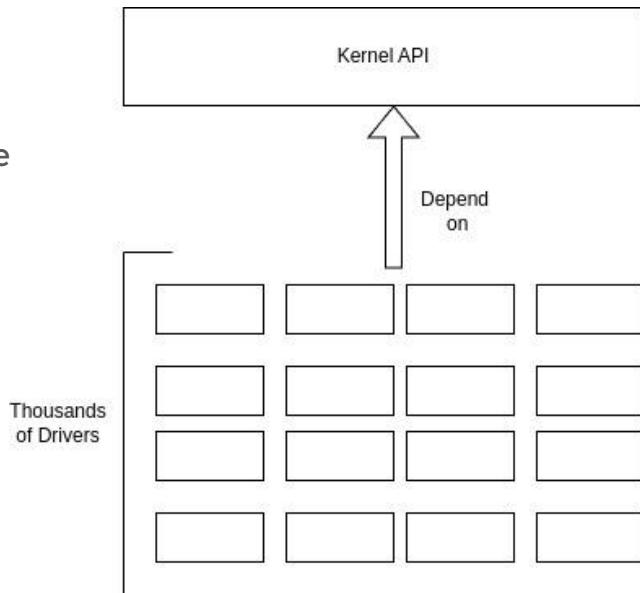 Kernel API
e
Depend
on
Thousands
of Drivers